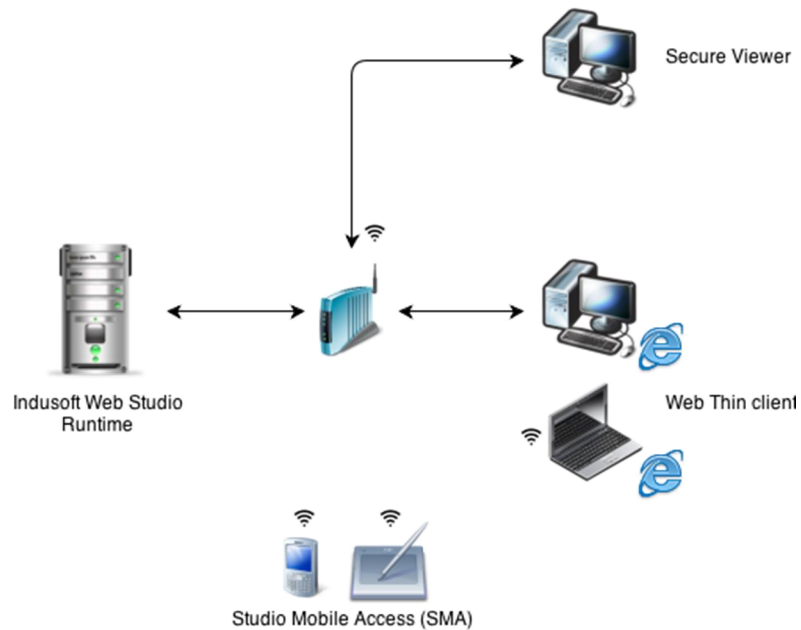 Secure Viewer
Indusoft Web Studio
Runtime
Web Thin client
Studio Mobile Access (SMA)